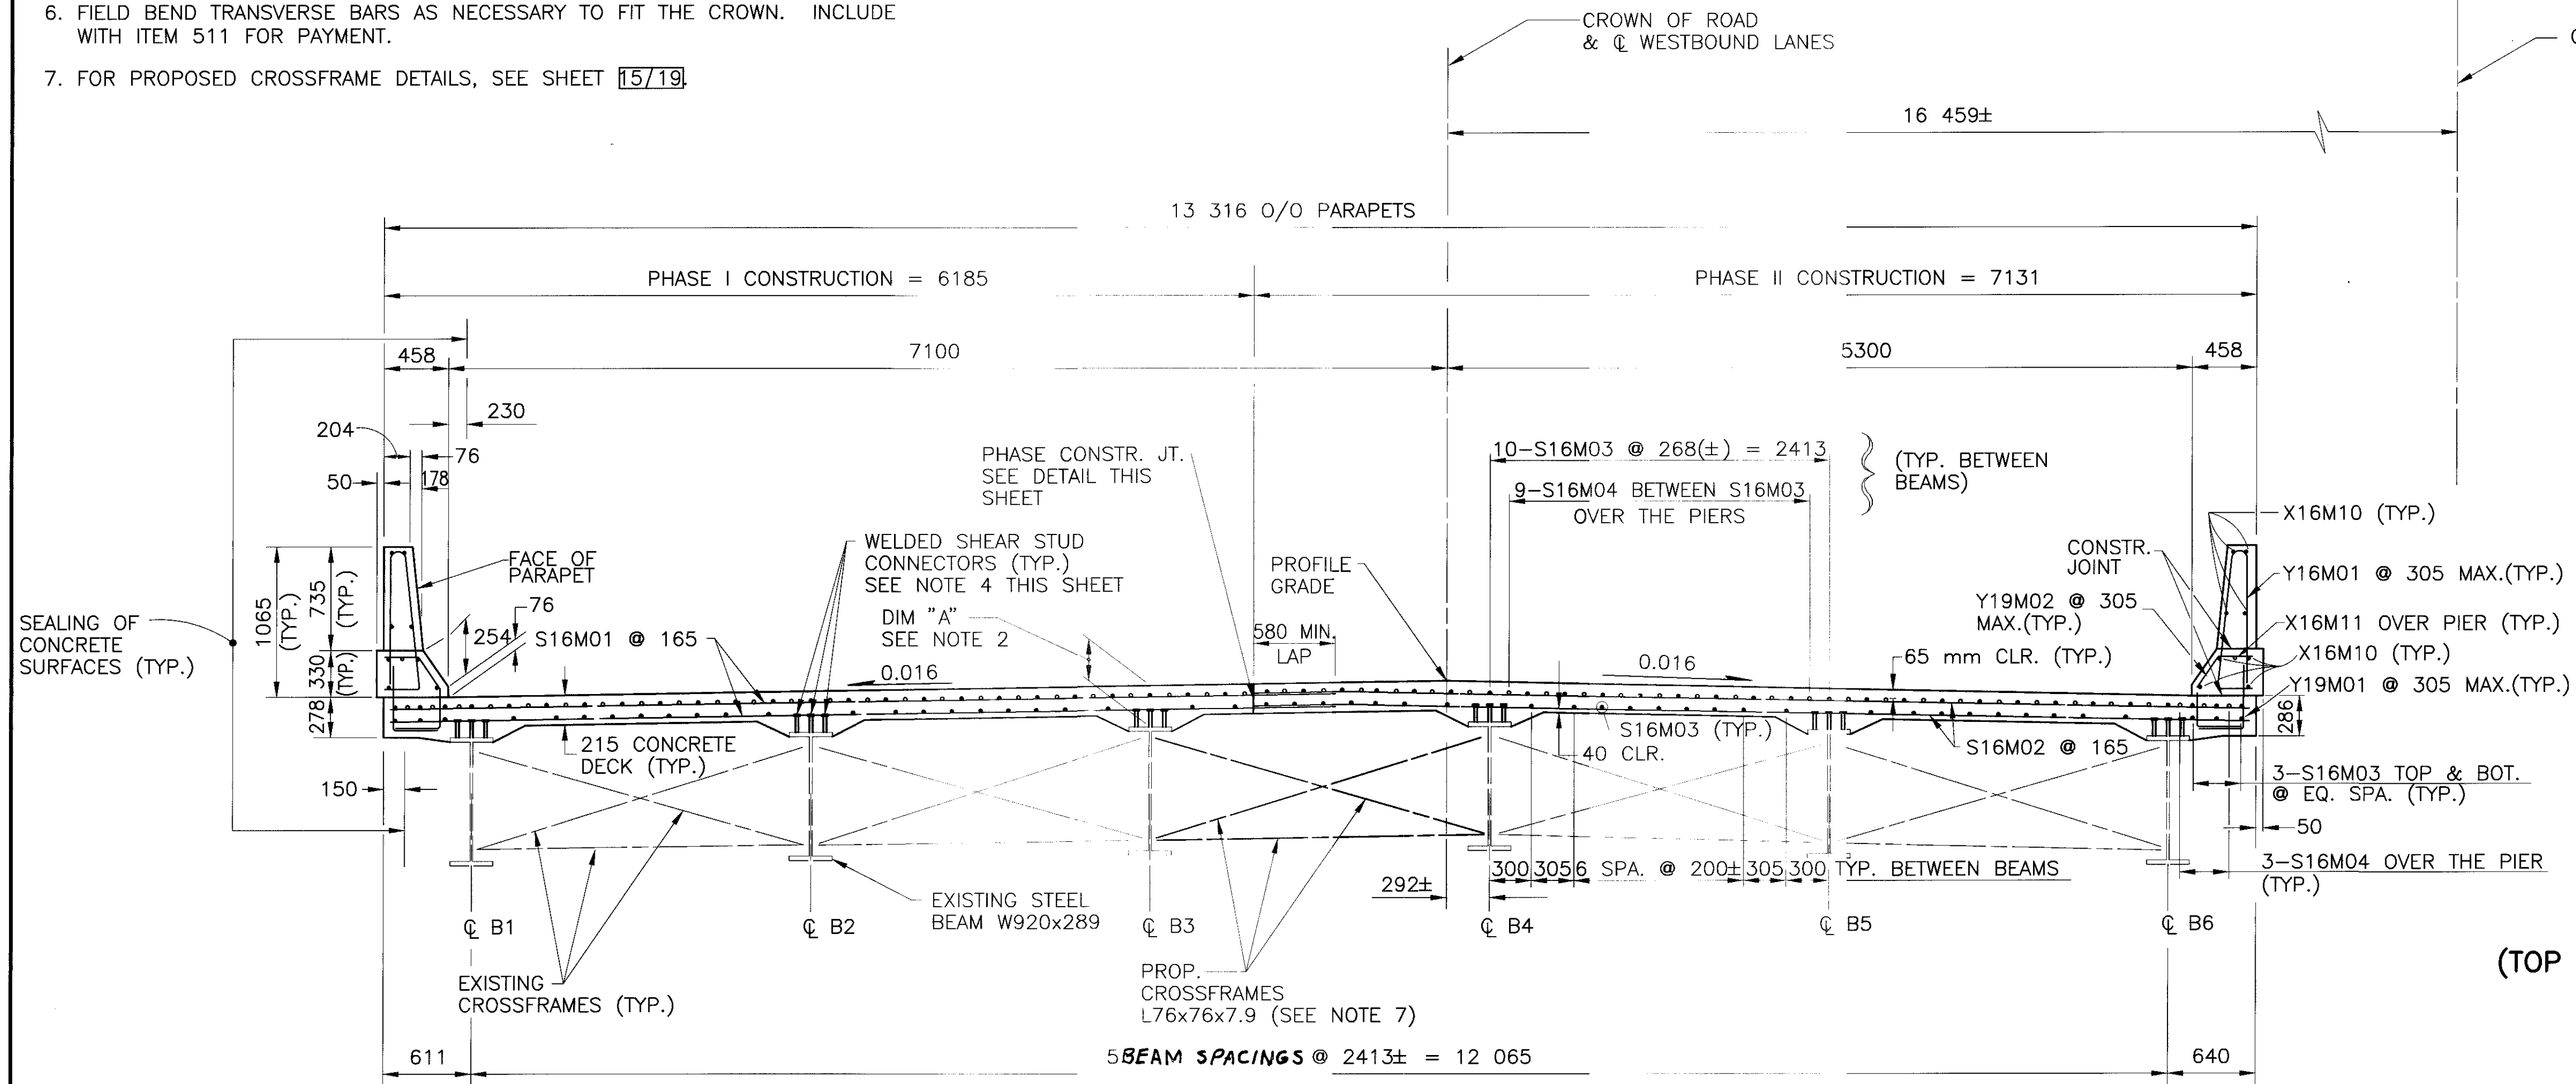 6. FIELD BEND TRANSVERSE BARS AS NECESSARY TO FIT THE CROWN. INCLUDE
WITH ITEM 511 FOR PAYMENT.
7. FOR PROPOSED CROSSFRAME DETAILS, SEE SHEET 15/19.
CROWN OF ROAD
& ℄ WESTBOUND LANES
16 459±
13 316 O/O PARAPETS
PHASE I CONSTRUCTION = 6185
PHASE II CONSTRUCTION = 7131
458
7100
5300
458
230
204
76
50
178
PHASE CONSTR. JT.
SEE DETAIL THIS
SHEET
10-S16M03 @ 268(±) = 2413
(TYP. BETWEEN
BEAMS)
9-S16M04 BETWEEN S16M03
OVER THE PIERS
X16M10 (TYP.)
WELDED SHEAR STUD
CONNECTORS (TYP.)
SEE NOTE 4 THIS SHEET
FACE OF
PARAPET
PROFILE
GRADE
CONSTR.
JOINT
Y16M01 @ 305 MAX.(TYP.)
1065
(TYP.)
735
(TYP.)
330
(TYP.)
278
SEALING OF
CONCRETE
SURFACES (TYP.)
76
254
S16M01 @ 165
DIM "A"
SEE NOTE 2
580 MIN.
LAP
Y19M02 @ 305
MAX.(TYP.)
X16M11 OVER PIER (TYP.)
X16M10 (TYP.)
0.016
0.016
65 mm CLR. (TYP.)
Y19M01 @ 305 MAX.(TYP.)
286
215 CONCRETE
DECK (TYP.)
S16M03 (TYP.)
40 CLR.
S16M02 @ 165
150
3-S16M03 TOP & BOT.
@ EQ. SPA. (TYP.)
50
300 305 6 SPA. @ 200± 305 300 TYP. BETWEEN BEAMS
3-S16M04 OVER THE PIER
(TYP.)
292±
EXISTING STEEL
BEAM W920x289
℄ B1
℄ B2
℄ B3
℄ B4
℄ B5
℄ B6
(TOP
EXISTING
CROSSFRAMES (TYP.)
PROP.
CROSSFRAMES
L76x76x7.9 (SEE NOTE 7)
611
5 BEAM SPACINGS @ 2413± = 12 065
640